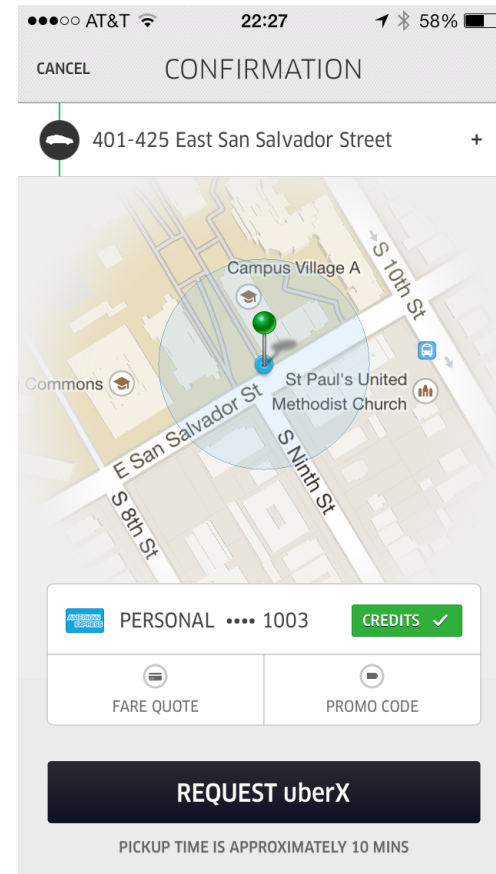 AT&T 22:27 58%
CANCEL CONFIRMATION
401-425 East San Salvador Street +
Campus Village A
S 10th St
Commons
St Paul's United
Methodist Church
E San Salvador St
S Ninth St
S 8th St
AMERICAN
EXPRESS
PERSONAL •••• 1003 CREDITS ✓
FARE QUOTE PROMO CODE
REQUEST uberX
PICKUP TIME IS APPROXIMATELY 10 MINS